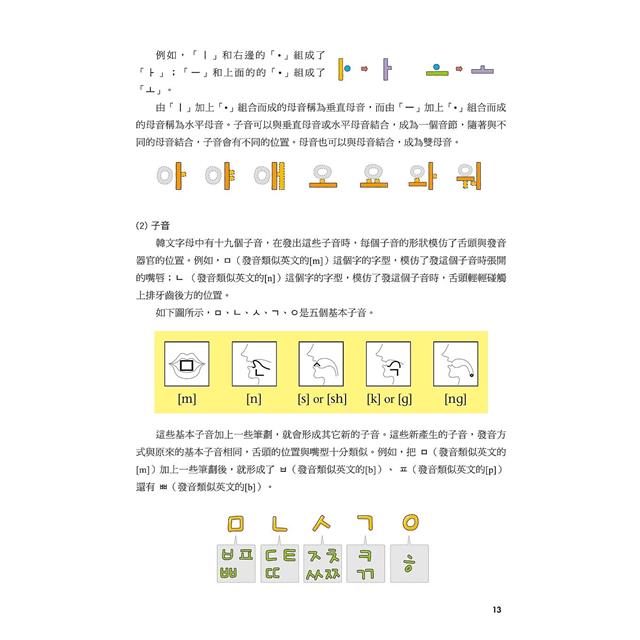 例如，「ㅣ」和右邊的「•」組成了
「ㅏ」；「ㅡ」和上面的的「•」組成了
「ㅗ」。
由「ㅣ」加上「•」組合而成的母音稱為垂直母音，而由「ㅡ」加上「•」組合而成
的母音稱為水平母音。子音可以與垂直母音或水平母音結合，成為一個音節，隨著與不
同的母音結合，子音會有不同的位置。母音也可以與母音結合，成為雙母音。
아 야 애 오 요 와 워
(2) 子音
韓文字母中有十九個子音，在發出這些子音時，每個子音的形狀模仿了舌頭與發音
器官的位置。例如，ㅁ（發音類似英文的[m]）這個字的字型，模仿了發這個子音時張開
的嘴唇；ㄴ（發音類似英文的[n]）這個字的字型，模仿了發這個子音時，舌頭輕輕碰觸
上排牙齒後方的位置。
如下圖所示，ㅁ、ㄴ、ㅅ、ㄱ、ㅇ是五個基本子音。
[m] [n] [s] or [sh] [k] or [g] [ng]
這些基本子音加上一些筆劃，就會形成其它新的子音。這些新產生的子音，發音方
式與原來的基本子音相同，舌頭的位置與嘴型十分類似。例如，把 ㅁ（發音類似英文的
[m]）加上一些筆劃後，就形成了 ㅂ（發音類似英文的[b]）、ㅍ（發音類似英文的[p]）
還有 ㅃ（發音類似英文的[b]）。
ㅁ ㄴ ㅅ ㄱ ㅇ
ㅂㅍ ㄷㅌ ㅈㅊ ㅋ ㅎ
ㅃ ㄸ ㅆㅉ ㄲ
13